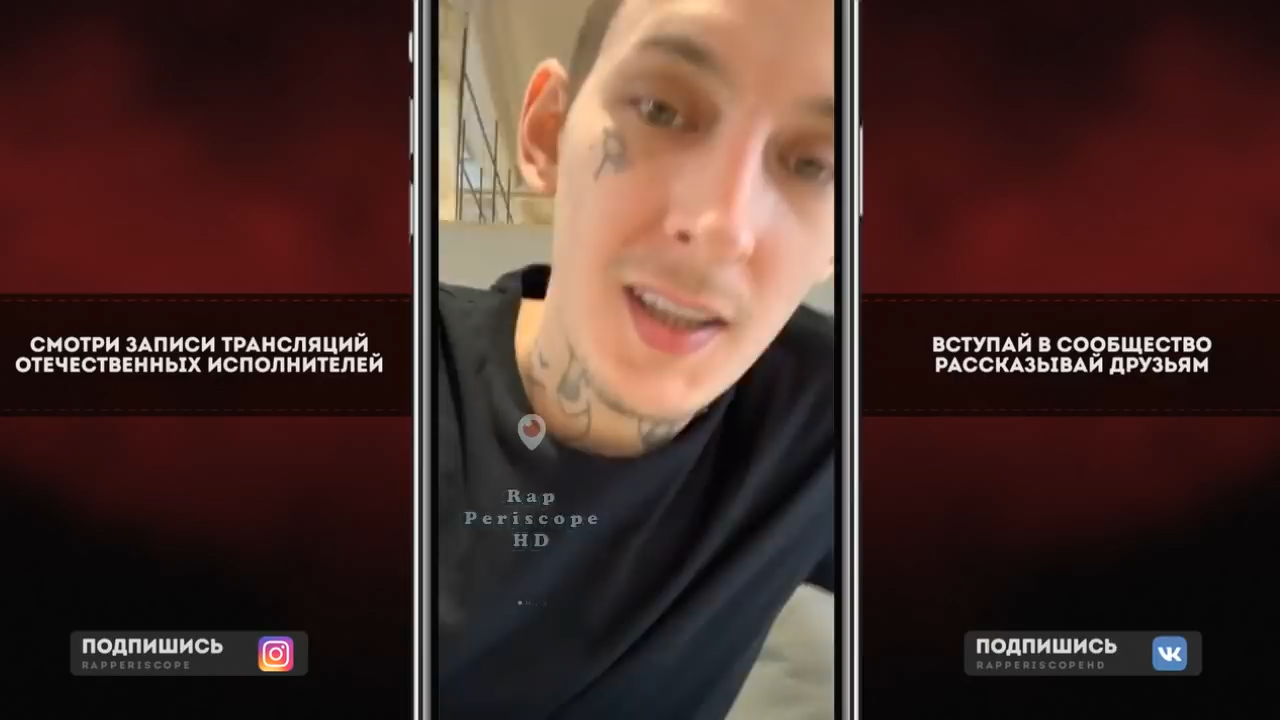 СМОТРИ ЗАПИСИ ТРАНСЛЯЦИЙ
ОТЕЧЕСТВЕННЫХ ИСПОЛНИТЕЛЕЙ
ВСТУПАЙ В СООБЩЕСТВО
РАССКАЗЫВАЙ ДРУЗЬЯМ
Rap
Periscope
HD
ПОДПИШИСЬ
RAPPERISCOPE
ПОДПИШИСЬ
RAPPERISCOPEHD